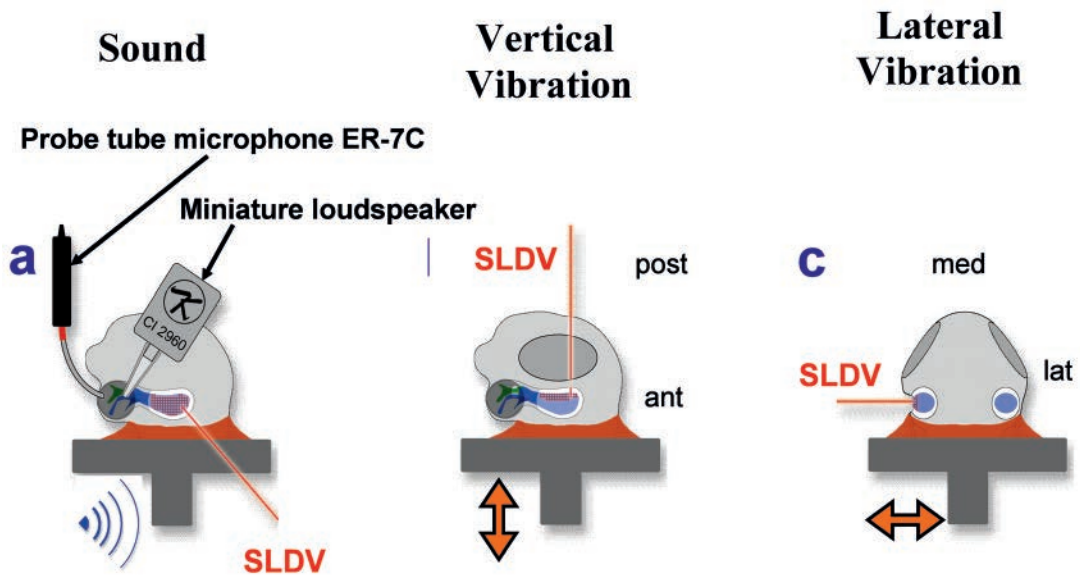 Sound
Vertical
Vibration
Lateral
Vibration
Probe tube microphone ER-7C
Miniature loudspeaker
a
SLDV
post
c
med
CI 2960
SLDV
lat
ant
SLDV